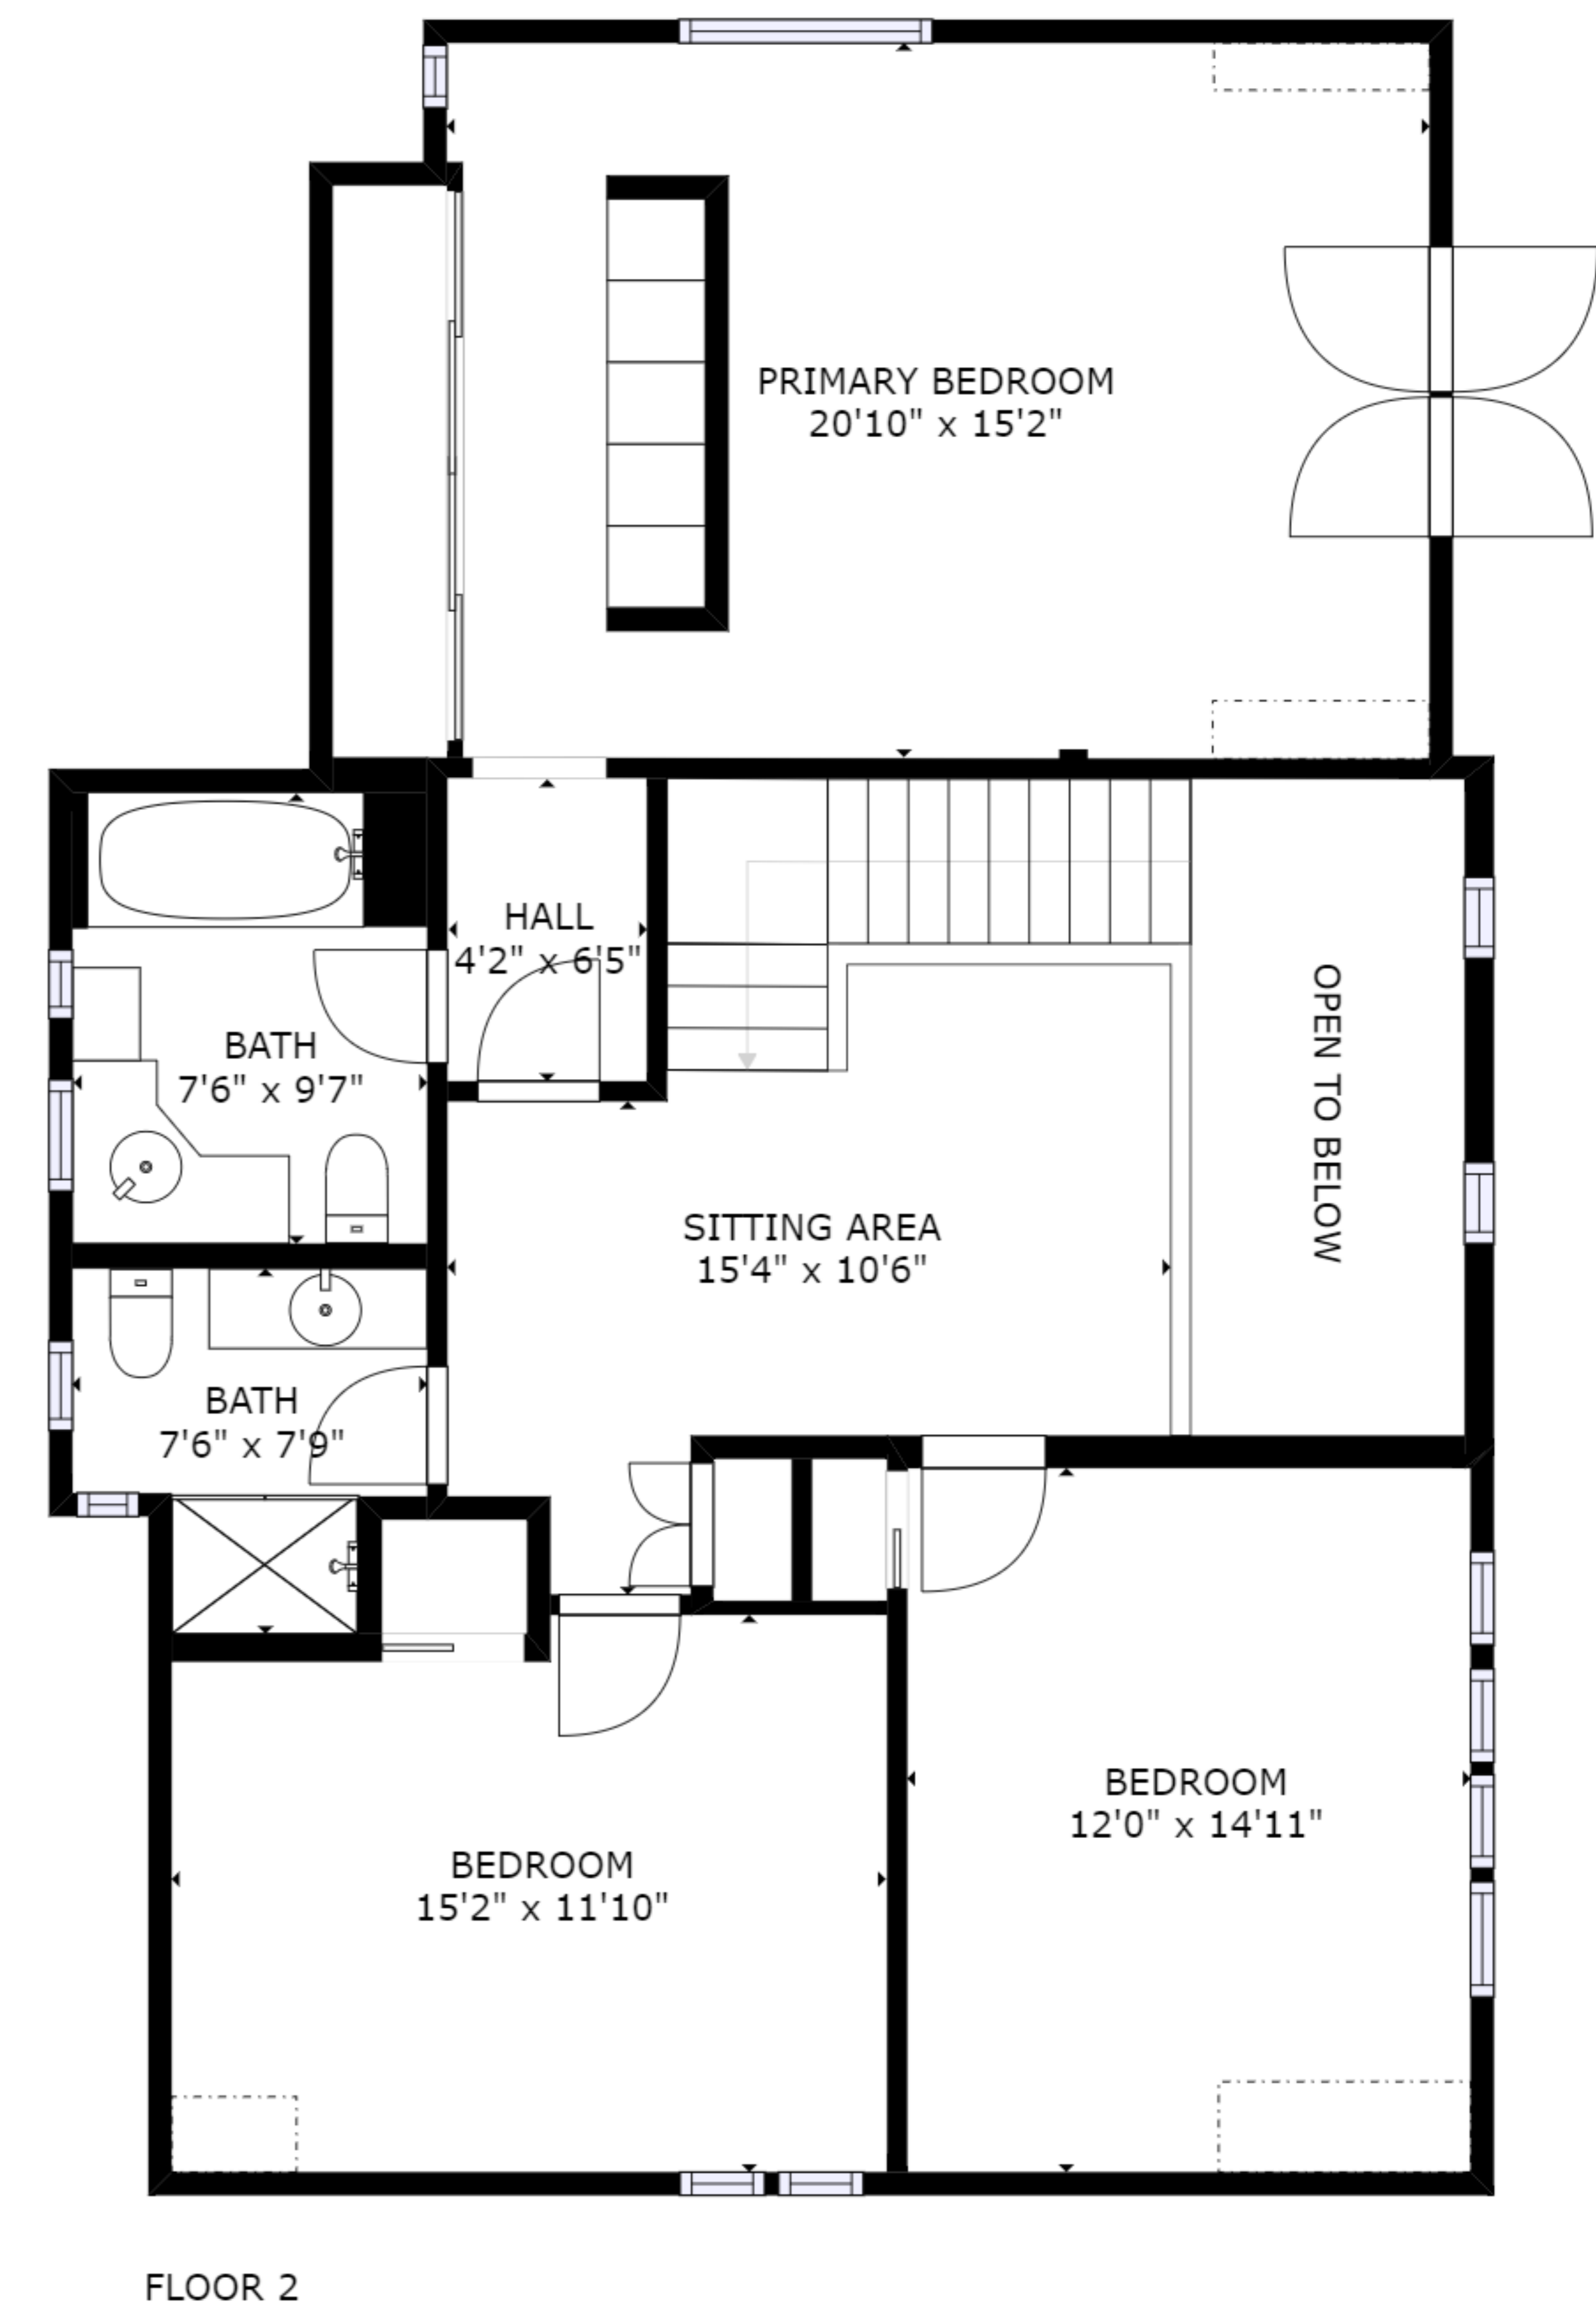 PRIMARY BEDROOM
20'10" x 15'2"
HALL
4'2" x 6'5"
BATH
7'6" x 9'7"
OPEN TO BELOW
SITTING AREA
15'4" x 10'6"
BATH
7'6" x 7'9"
BEDROOM
12'0" x 14'11"
BEDROOM
15'2" x 11'10"
FLOOR 2